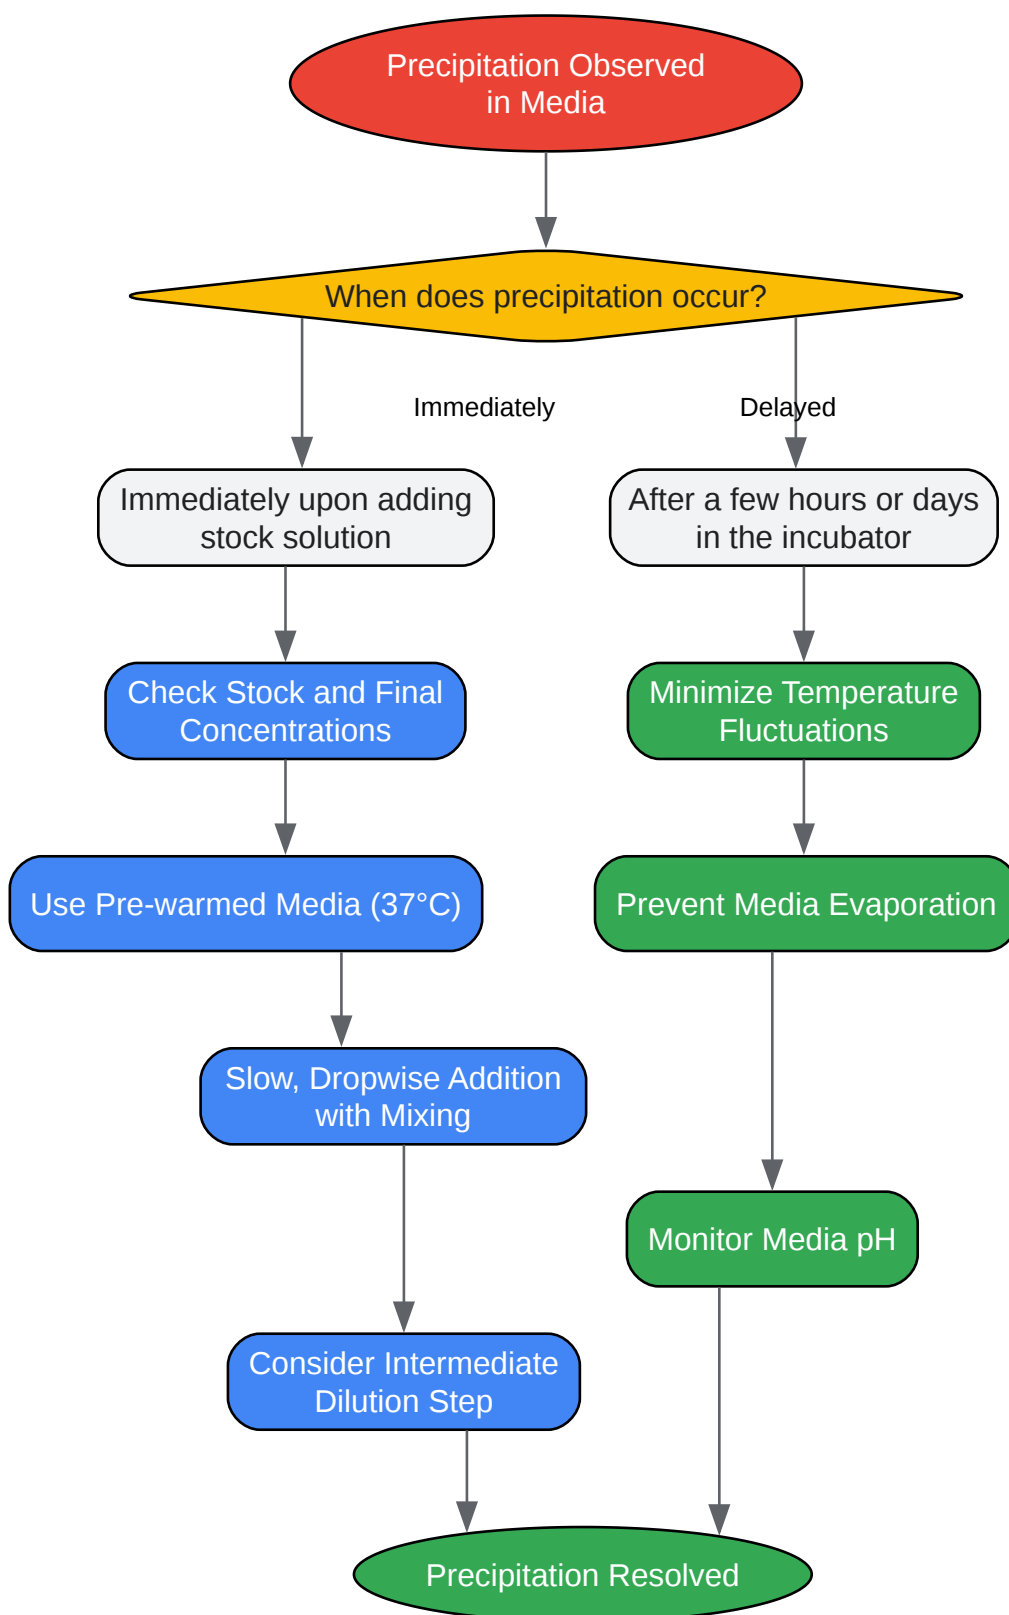 Precipitation Observed
in Media
When does precipitation occur?
Immediately
Delayed
Immediately upon adding
stock solution
After a few hours or days
in the incubator
Check Stock and Final
Concentrations
Minimize Temperature
Fluctuations
Use Pre-warmed Media (37°C)
Prevent Media Evaporation
Slow, Dropwise Addition
with Mixing
Monitor Media pH
Consider Intermediate
Dilution Step
Precipitation Resolved